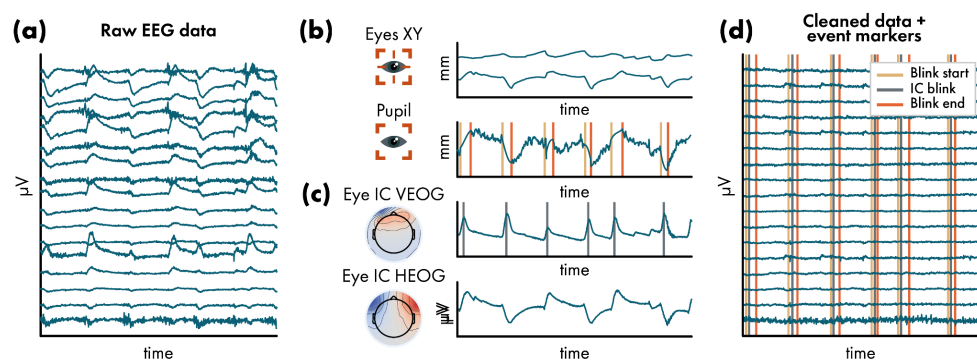 (a)
Raw EEG data
µV
time
(b)
Eyes XY
mm
time
Pupil
mm
time
(c)
Eye IC VEOG
time
Eye IC HEOG
µV
time
(d)
Cleaned data +
event markers
Blink start
IC blink
Blink end
µV
time